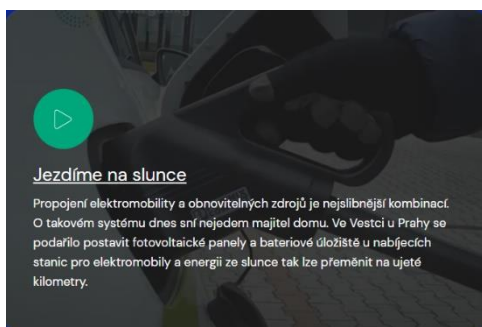 Jezdíme na slunce
Propojení elektromobility a obnovitelných zdrojů je nejslibnější kombinací.
O takovém systému dnes sní nejedem majitel domu. Ve Vestci u Prahy se
podařilo postavit fotovoltaické panely a bateriové úložiště u nabíjecích
stanic pro elektromobily a energii ze slunce tak lze přeměnit na ujeté
kilometry.